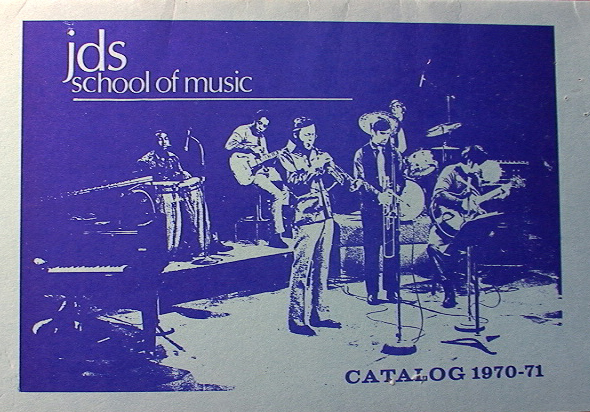 jds
school of music
CATALOG 1970-71